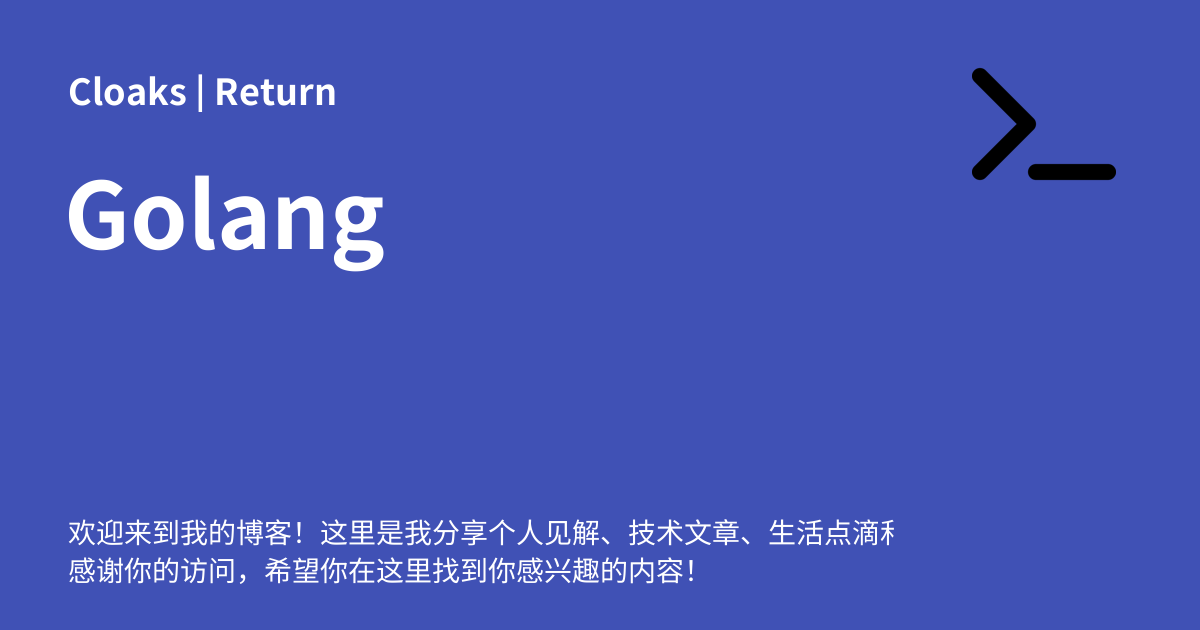 Cloaks | Return
Golang
欢迎来到我的博客！这里是我分享个人见解、技术文章、生活点滴
感谢你的访问，希望你在这里找到你感兴趣的内容！